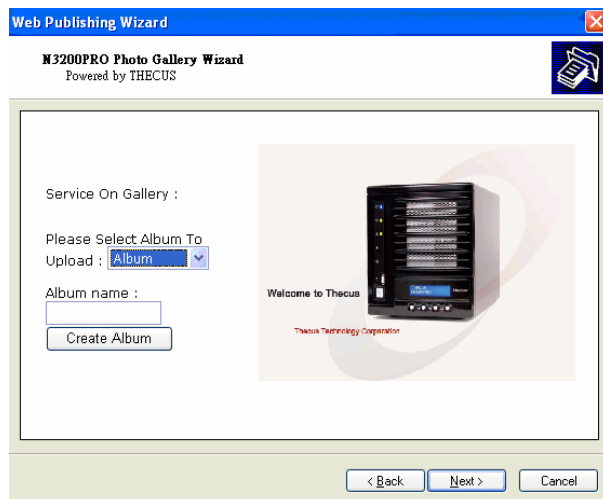 Web Publishing Wizard
N3200PRO Photo Gallery Wizard
Powered by THECUS
Service On Gallery :
Please Select Album To
Upload : Album
Album name :
Create Album
Welcome to Thecus
Thecus Technology Corporation
< Back
Next >
Cancel